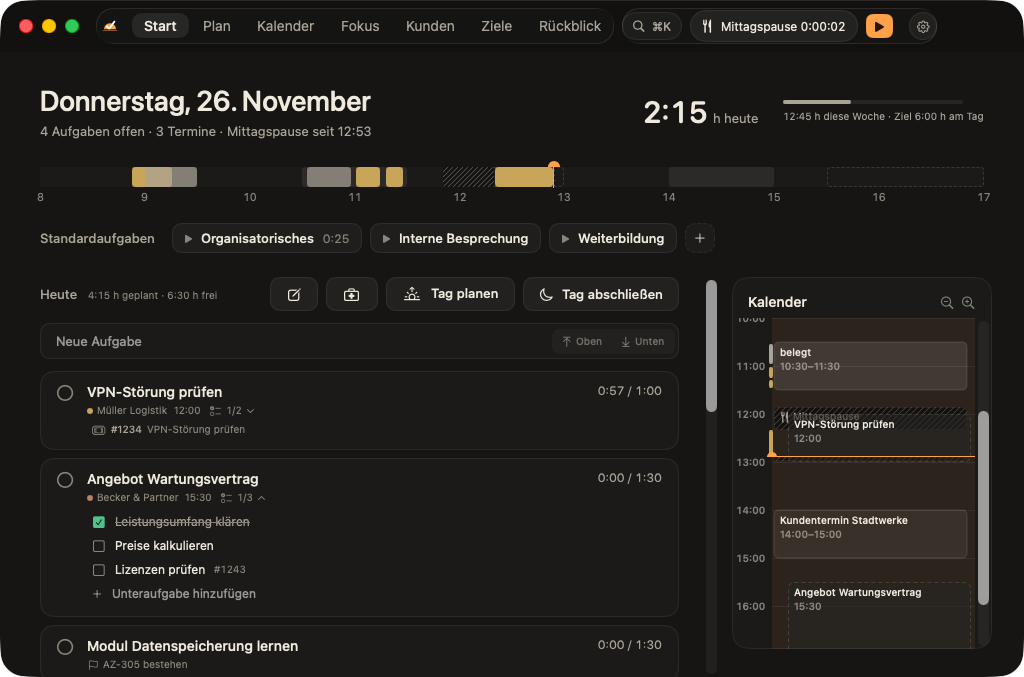 Start Plan Kalender Fokus Kunden Ziele Rückblick ⌘K Mittagspause 0:00:02
Donnerstag, 26. November
4 Aufgaben offen · 3 Termine · Mittagspause seit 12:53
2:15 h heute
12:45 h diese Woche · Ziel 6:00 h am Tag
8 9 10 11 12 13 14 15 16 17
Standardaufgaben Organisatorisches 0:25 Interne Besprechung Weiterbildung +
Heute 4:15 h geplant · 6:30 h frei Tag planen Tag abschließen
Neue Aufgabe Oben Unten
VPN-Störung prüfen 0:57 / 1:00
Müller Logistik 12:00 1/2
#1234 VPN-Störung prüfen
Angebot Wartungsvertrag 0:00 / 1:30
Becker & Partner 15:30 1/3
Leistungsumfang klären
Preise kalkulieren
Lizenzen prüfen #1243
+ Unteraufgabe hinzufügen
Modul Datenspeicherung lernen 0:00 / 1:30
AZ-305 bestehen
Kalender
10:00
belegt
11:00 10:30–11:30
12:00 Mittagspause
VPN-Störung prüfen
12:00
13:00
14:00
Kundentermin Stadtwerke
14:00–15:00
15:00
Angebot Wartungsvertrag
16:00 15:30